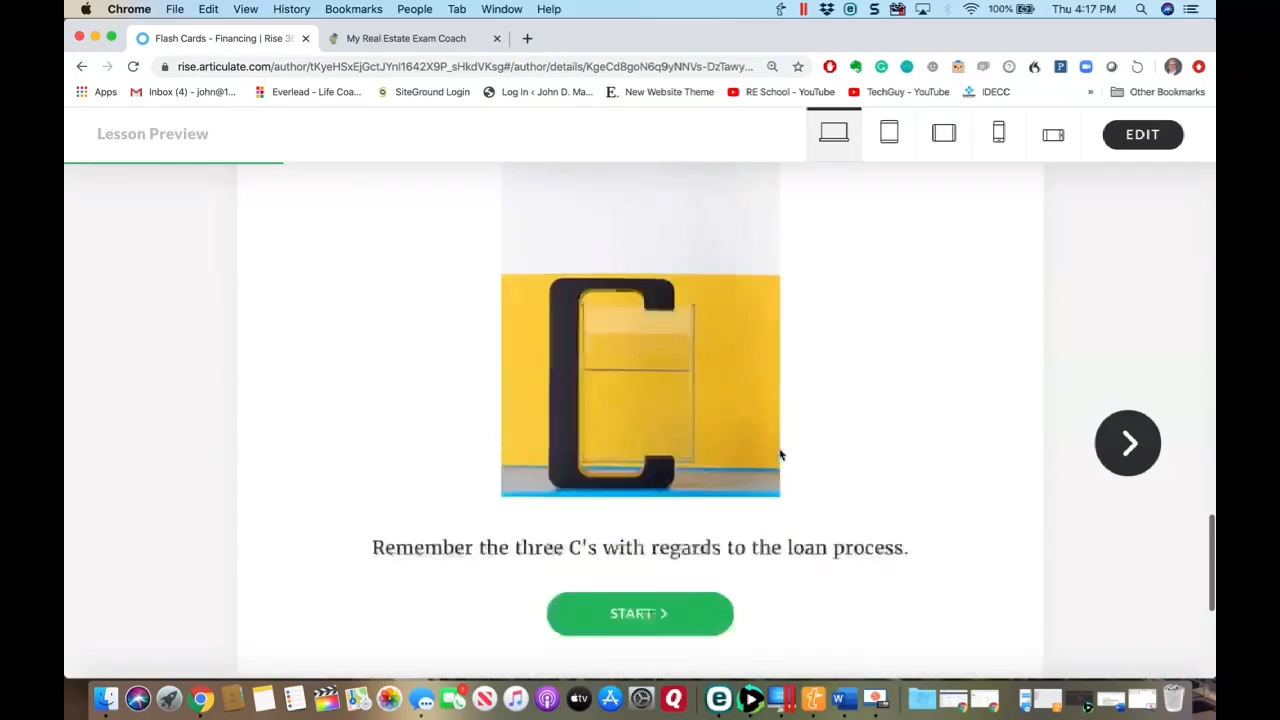 Chrome File Edit View History Bookmarks People Tab Window Help 100% Thu 4:17 PM
Flash Cards - Financing | Rise 36 My Real Estate Exam Coach
rise.articulate.com/author/tKyeHSxEjGctJYnl1642X9P_sHkdVKsg#/author/details/KgeCd8goN6q9yNNVs-DzTawy...
Apps Inbox (4) - john@1... Everlead - Life Coa... SiteGround Login Log In ‹ John D. Ma... New Website Theme RE School - YouTube TechGuy - YouTube IDECC » Other Bookmarks
Lesson Preview
EDIT
Remember the three C's with regards to the loan process.
START